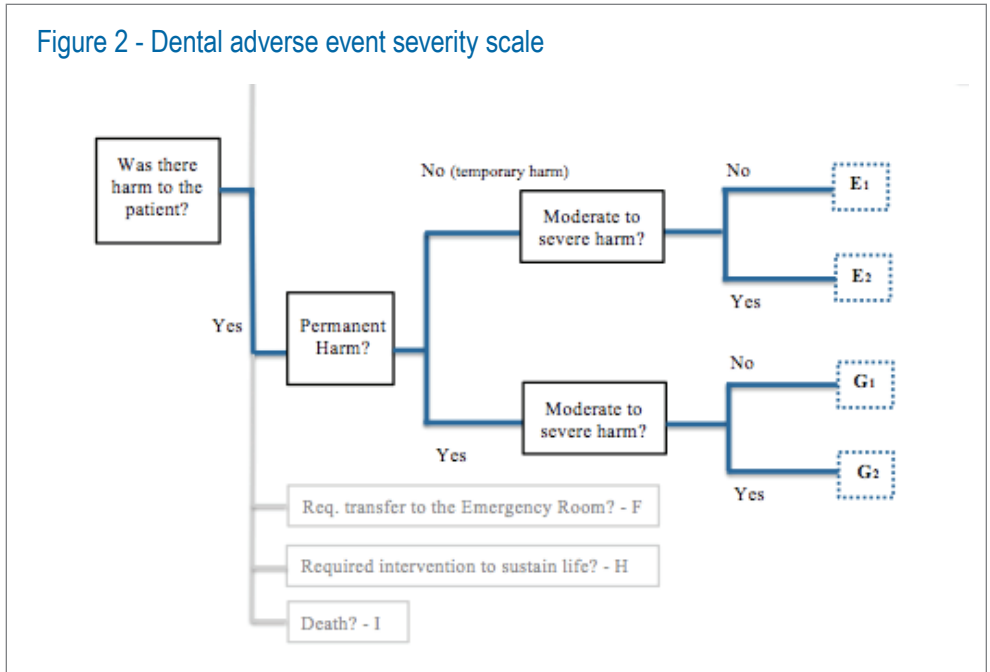 Figure 2 - Dental adverse event severity scale
Was there
harm to the
patient?
Yes
Permanent
Harm?
No (temporary harm)
Moderate to
severe harm?
No
E1
Yes
E2
Yes
Moderate to
severe harm?
No
G1
Yes
G2
Req. transfer to the Emergency Room? - F
Required intervention to sustain life? - H
Death? - I